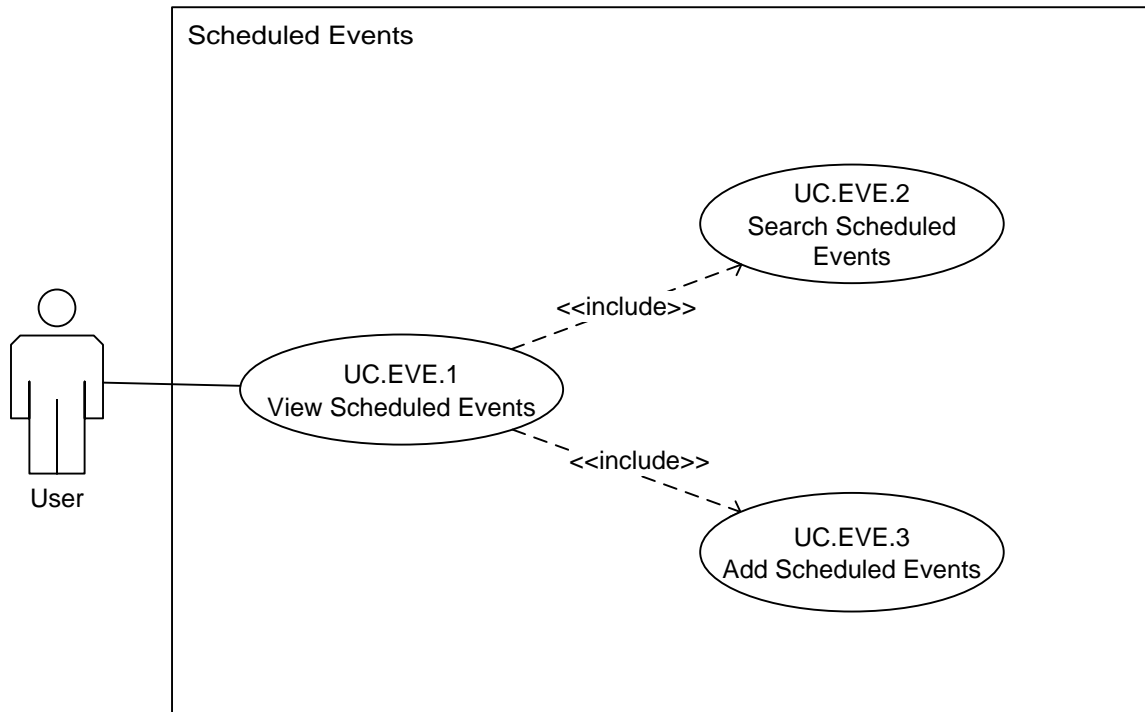 Scheduled Events
UC.EVE.2
Search Scheduled
Events
<<include>>
UC.EVE.1
View Scheduled Events
<<include>>
User
UC.EVE.3
Add Scheduled Events